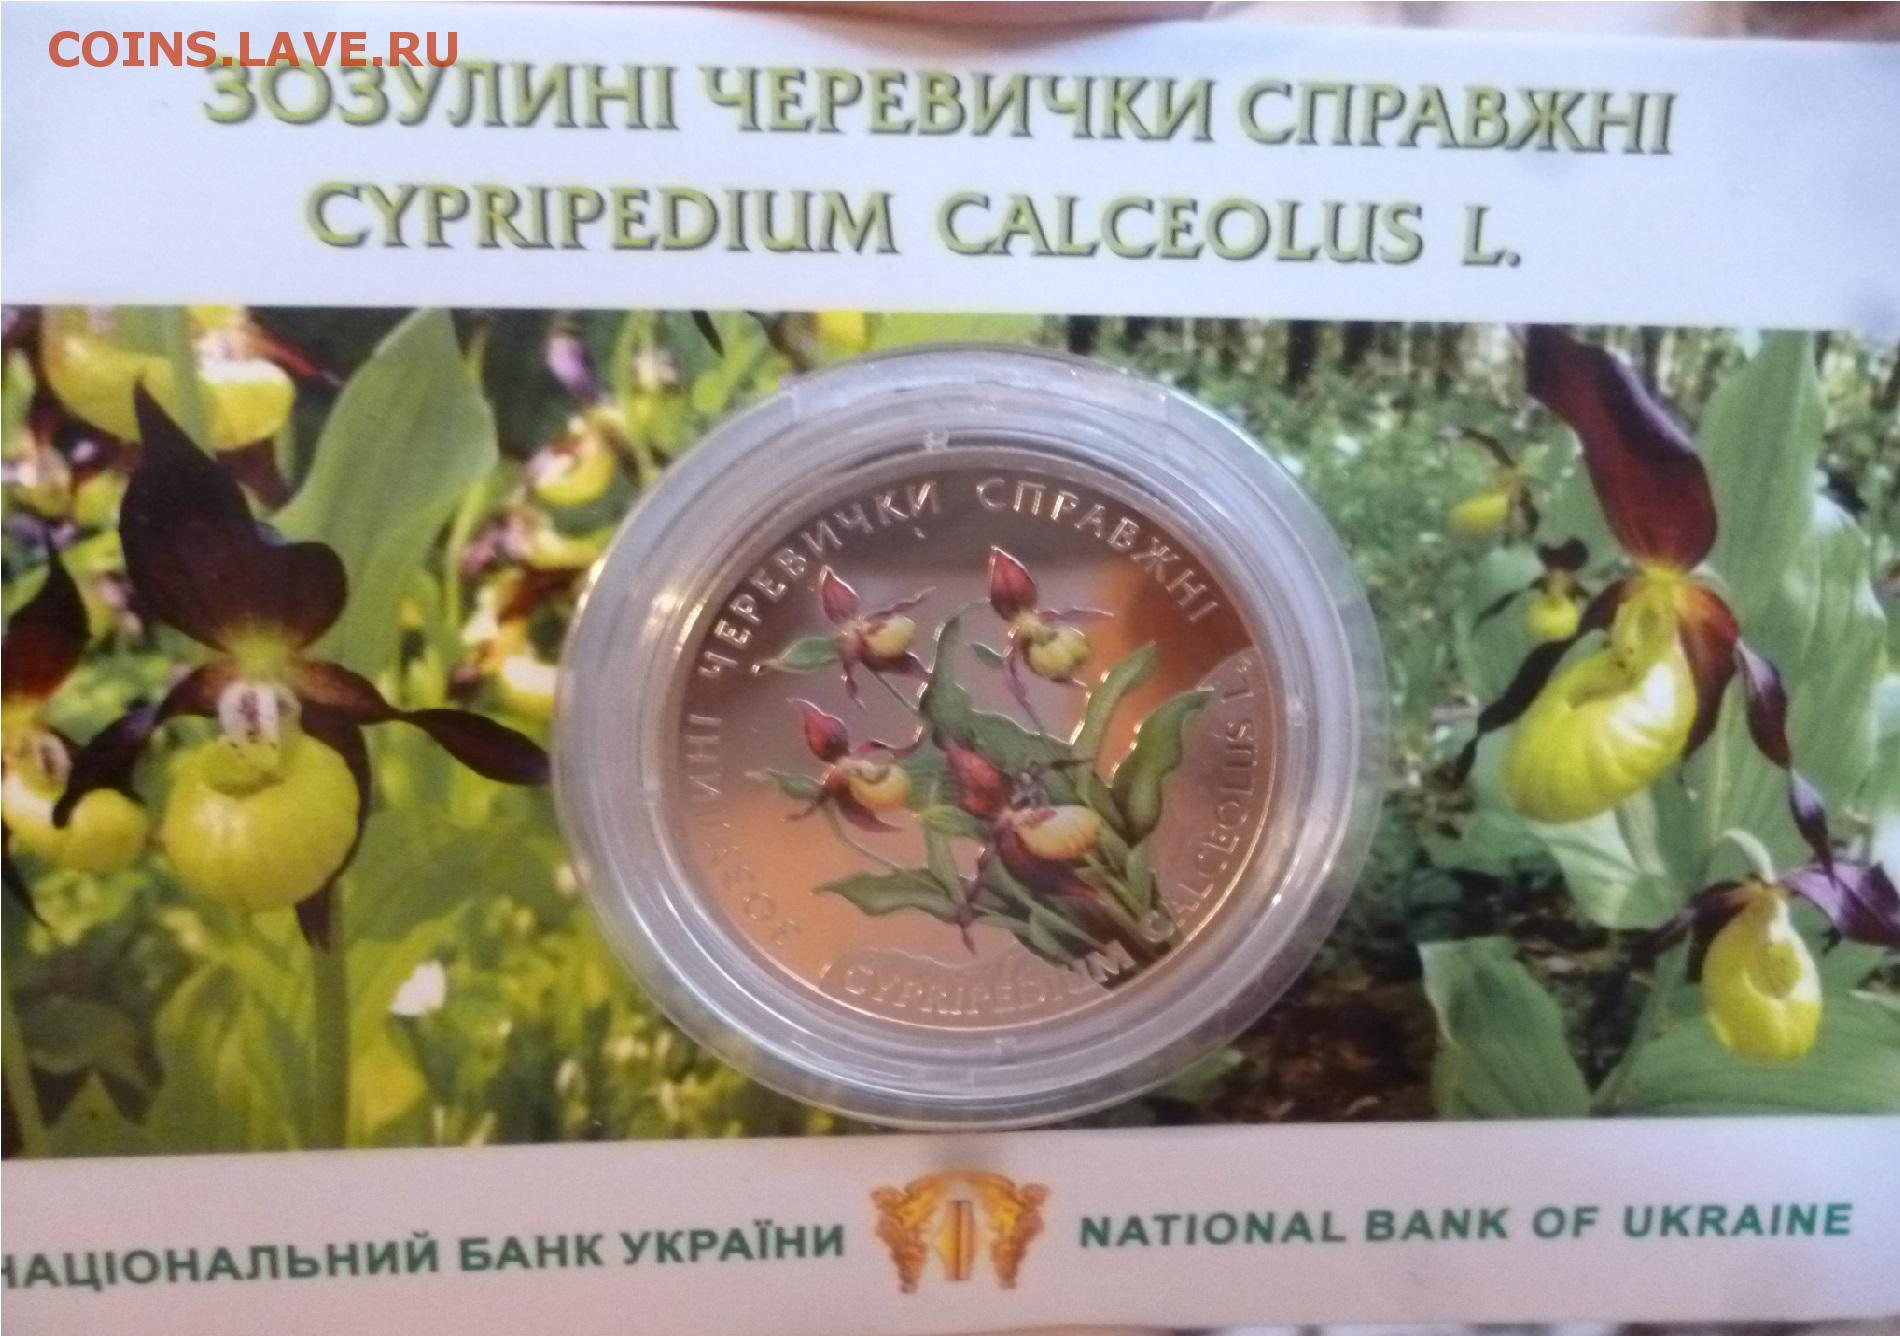 COINS.LAVE.RU
ЗОЗУЛИНІ ЧЕРЕВИЧКИ СПРАВЖНІ
CYPRIPEDIUM CALCEOLUS L.
ЗОЗУЛИНІ ЧЕРЕВИЧКИ СПРАВЖНІ
CYPRIPEDIUM CALCEOLUS L.
НАЦІОНАЛЬНИЙ БАНК УКРАЇНИ
NATIONAL BANK OF UKRAINE